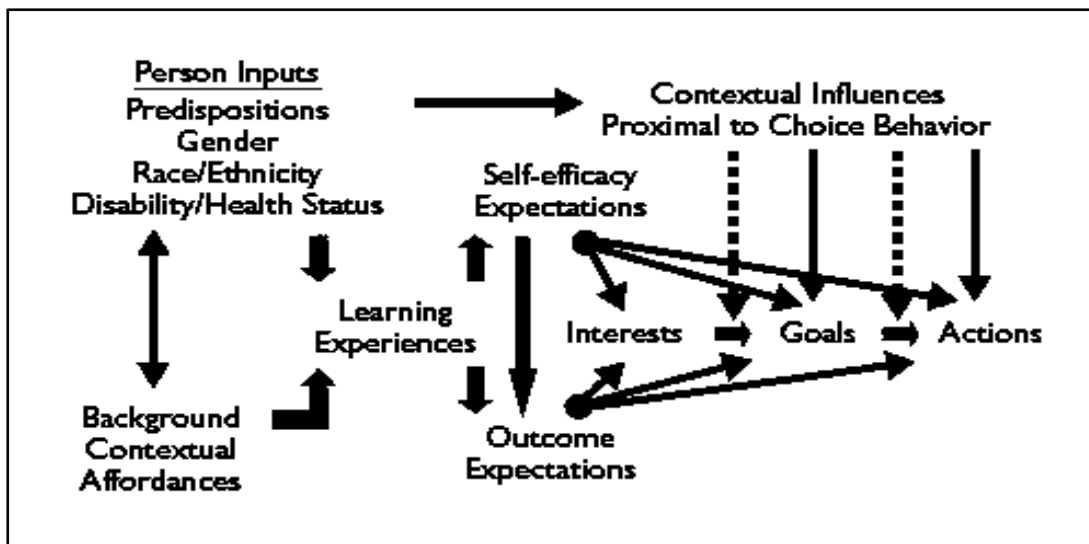 Person Inputs
Predispositions
Gender
Race/Ethnicity
Disability/Health Status
Contextual Influences
Proximal to Choice Behavior
Self-efficacy
Expectations
Learning
Experiences
Interests
Goals
Actions
Background
Contextual
Affordances
Outcome
Expectations